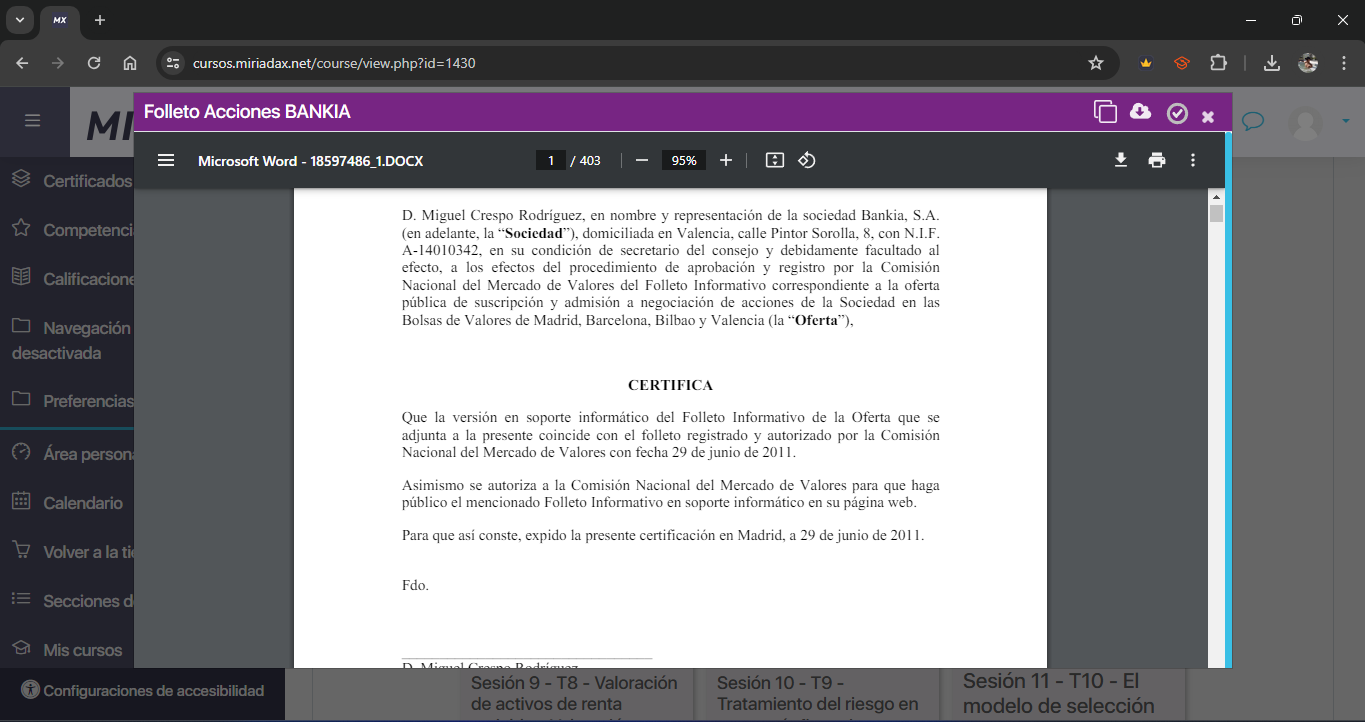 MX
cursos.miriadax.net/course/view.php?id=1430
Folleto Acciones BANKIA
Microsoft Word - 18597486_1.DOCX
1 / 403
95%
D. Miguel Crespo Rodríguez, en nombre y representación de la sociedad Bankia, S.A.
(en adelante, la “Sociedad”), domiciliada en Valencia, calle Pintor Sorolla, 8, con N.I.F.
A-14010342, en su condición de secretario del consejo y debidamente facultado al
efecto, a los efectos del procedimiento de aprobación y registro por la Comisión
Nacional del Mercado de Valores del Folleto Informativo correspondiente a la oferta
pública de suscripción y admisión a negociación de acciones de la Sociedad en las
Bolsas de Valores de Madrid, Barcelona, Bilbao y Valencia (la “Oferta”),
CERTIFICA
Que la versión en soporte informático del Folleto Informativo de la Oferta que se
adjunta a la presente coincide con el folleto registrado y autorizado por la Comisión
Nacional del Mercado de Valores con fecha 29 de junio de 2011.
Asimismo se autoriza a la Comisión Nacional del Mercado de Valores para que haga
público el mencionado Folleto Informativo en soporte informático en su página web.
Para que así conste, expido la presente certificación en Madrid, a 29 de junio de 2011.
Fdo.
D. Miguel Crespo Rodríguez
Certificados
Competenci
Calificacione
Navegación
desactivada
Preferencias
Área persona
Calendario
Volver a la tie
Secciones d
Mis cursos
Configuraciones de accesibilidad
Sesión 9 - T8 - Valoración
de activos de renta
Sesión 10 - T9 -
Tratamiento del riesgo en
Sesión 11 - T10 - El
modelo de selección